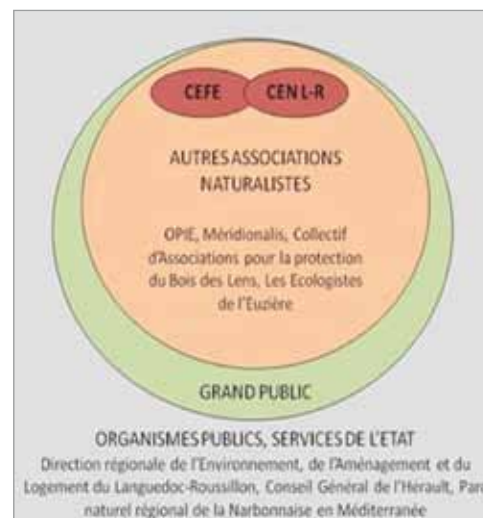 CEFE CEN L-R
AUTRES ASSOCIATIONS
NATURALISTES
OPIE, Méridionalis, Collectif
d'Associations pour la protection
du Bois des Lens, Les Ecologistes
de l'Euzière
GRAND PUBLIC
ORGANISMES PUBLICS, SERVICES DE L'ETAT
Direction régionale de l'Environnement, de l'Aménagement et du
Logement du Languedoc-Roussillon, Conseil Général de l'Hérault, Parc
naturel régional de la Narbonnaise en Méditerranée